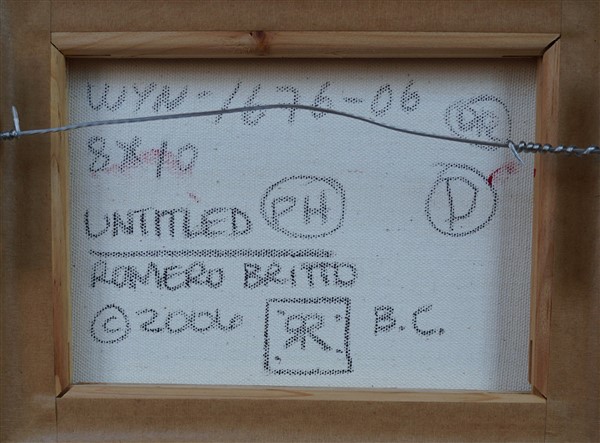 WYN-1676-06
8X10
UNTITLED PH D
ROMERO BRITTO
© 2006 B.C.